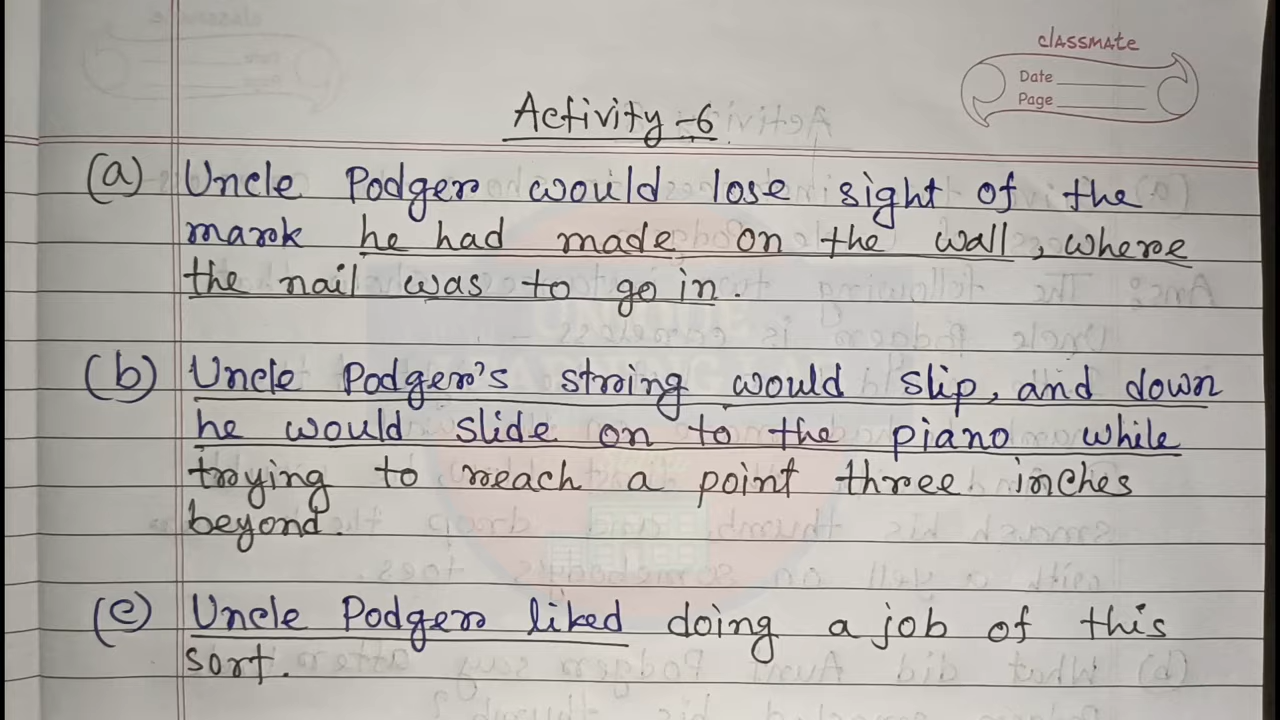 classmate
Date
Page
Activity-6
(a) Uncle Podger would lose sight of the
mark he had made on the wall, where
the nail was to go in.
(b) Uncle Podger's string would slip, and down
he would slide on to the piano while
trying to reach a point three inches
beyond.
(c) Uncle Podger liked doing a job of this
sort.